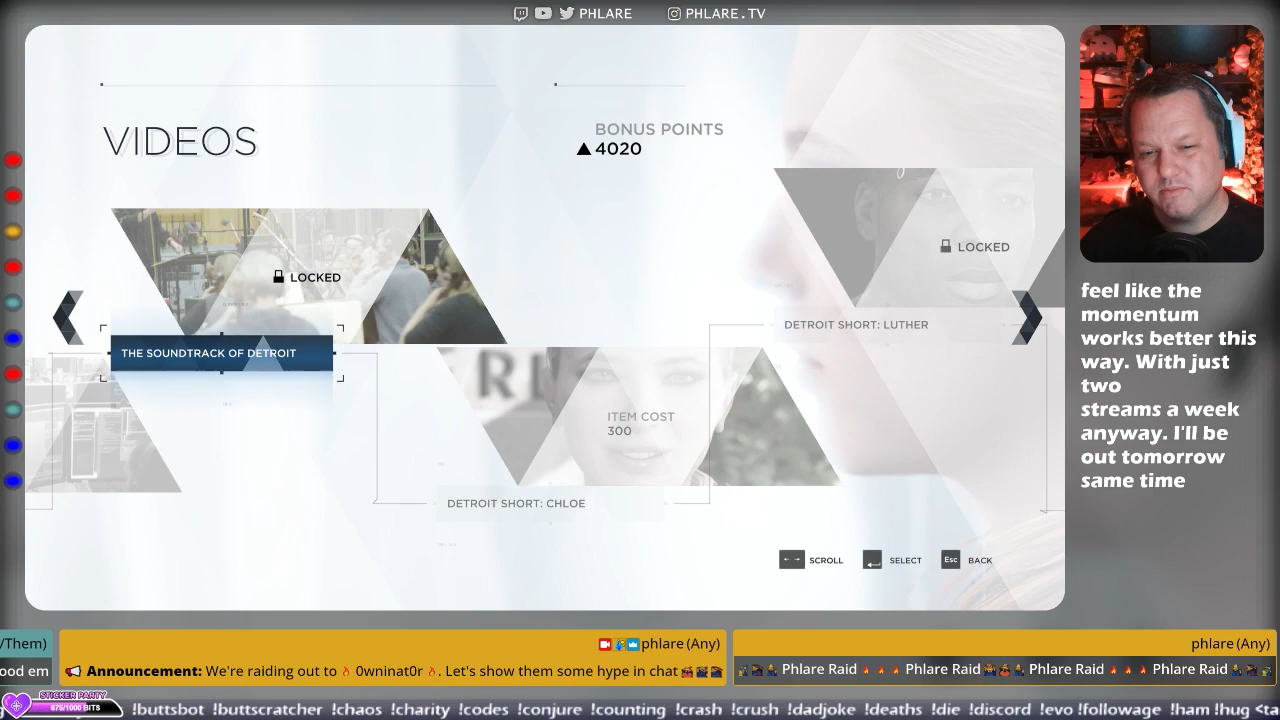 PHLARE
PHLARE.TV
VIDEOS
BONUS POINTS
4020
LOCKED
THE SOUNDTRACK OF DETROIT
ITEM COST
300
DETROIT SHORT: CHLOE
LOCKED
DETROIT SHORT: LUTHER
SCROLL
SELECT
Esc
BACK
feel like the
momentum
works better this
way. With just
two
streams a week
anyway. I'll be
out tomorrow
same time
/Them)
ood em
phlare (Any)
Announcement: We're raiding out to 0wninat0r. Let's show them some hype in chat
phlare (Any)
Phlare Raid Phlare Raid Phlare Raid Phlare Raid
STICKER PARTY
675/1000 BITS
!buttsbot !buttscratcher !chaos !charity !codes !conjure !counting !crash !crush !dadjoke !deaths !die !discord !evo !followage !ham !hug <ta